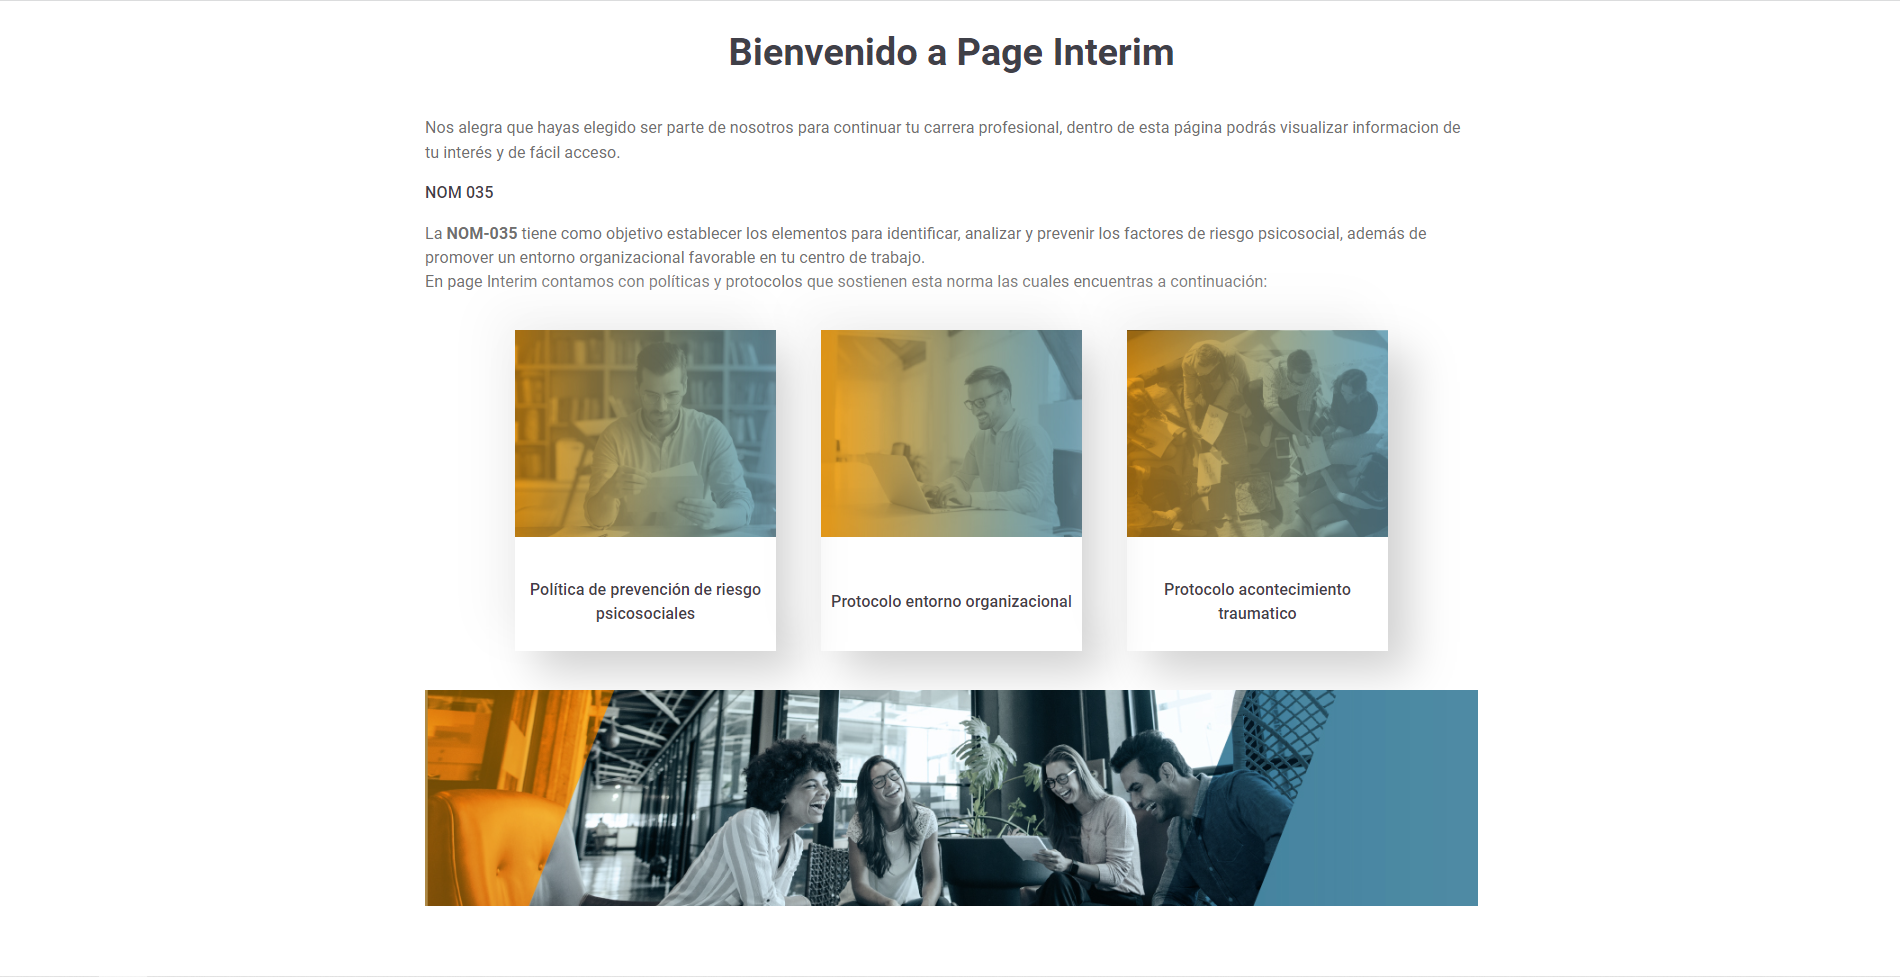 Bienvenido a Page Interim
Nos alegra que hayas elegido ser parte de nosotros para continuar tu carrera profesional, dentro de esta página podrás visualizar informacion de
tu interés y de fácil acceso.
NOM 035
La NOM-035 tiene como objetivo establecer los elementos para identificar, analizar y prevenir los factores de riesgo psicosocial, además de
promover un entorno organizacional favorable en tu centro de trabajo.
En page Interim contamos con políticas y protocolos que sostienen esta norma las cuales encuentras a continuación:
Política de prevención de riesgo
psicosociales
Protocolo entorno organizacional
Protocolo acontecimiento
traumatico